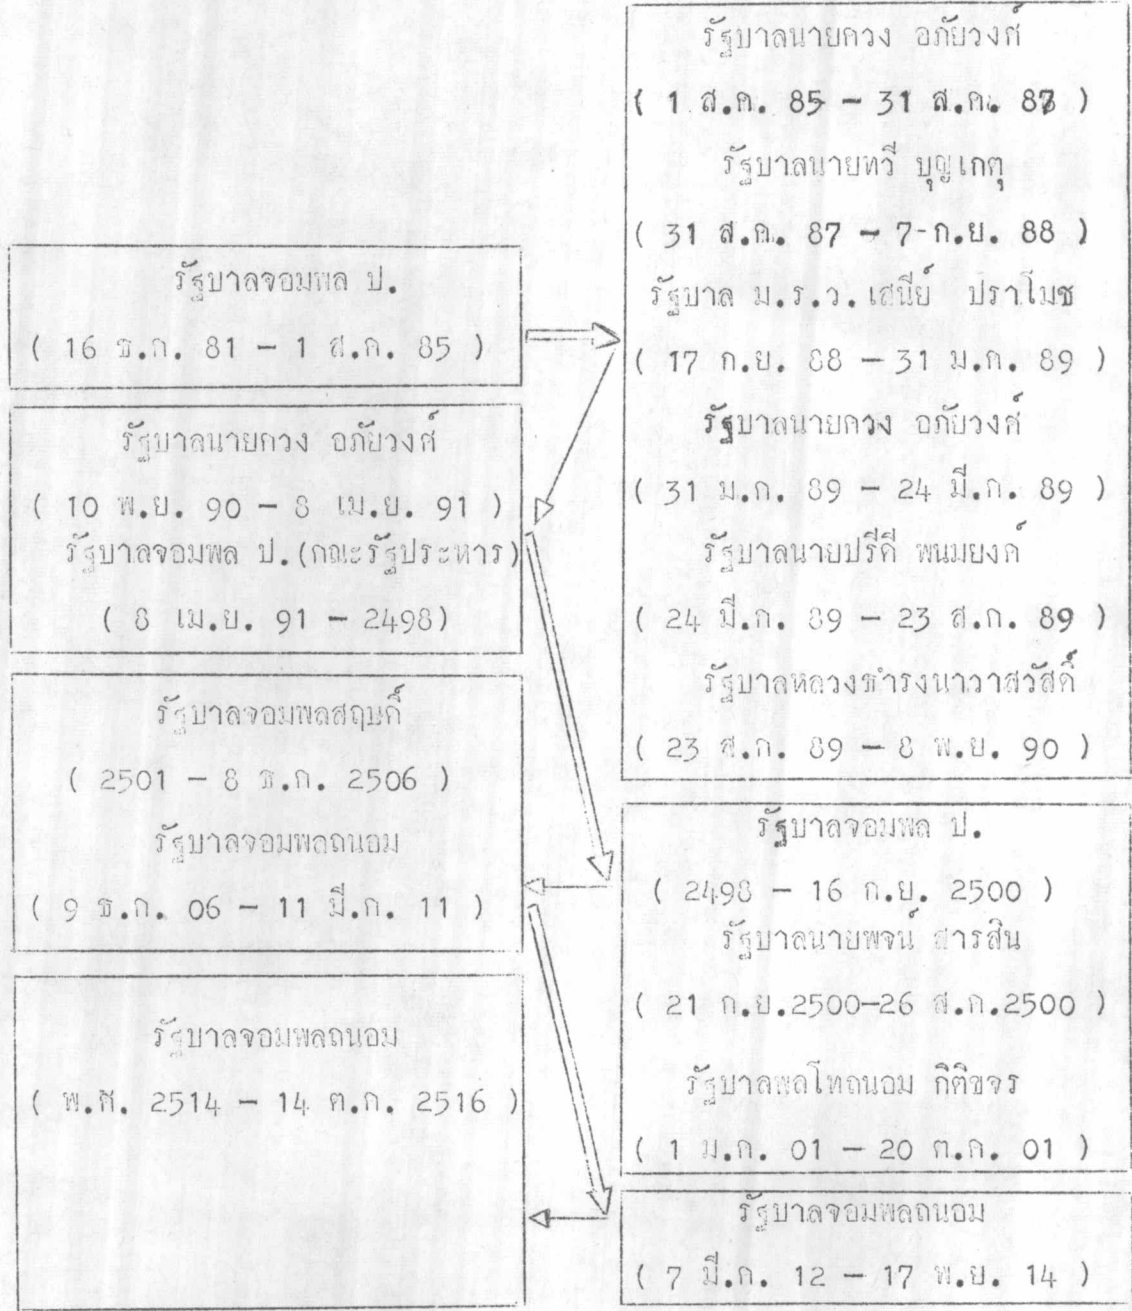 รัฐบาลจอมพล ป.
( 16 ธ.ค. 81 – 1 ส.ค. 85 )
รัฐบาลนายควง อภัยวงศ์
( 10 พ.ย. 90 – 8 เม.ย. 91 )
รัฐบาลจอมพล ป.(คณะรัฐประหาร)
( 8 เม.ย. 91 – 2498)
รัฐบาลจอมพลสฤษดิ์
( 2501 – 8 ธ.ค. 2506 )
รัฐบาลจอมพลถนอม
( 9 ธ.ค. 06 – 11 มี.ค. 11 )
รัฐบาลจอมพลถนอม
( พ.ศ. 2514 – 14 ต.ค. 2516 )
รัฐบาลนายควง อภัยวงศ์
( 1 ส.ค. 85 – 31 ส.ค. 87 )
รัฐบาลนายทวี บุญเกตุ
( 31 ส.ค. 87 – 7-ก.ย. 88 )
รัฐบาล ม.ร.ว.เสนีย์ ปราโมช
( 17 ก.ย. 88 – 31 ม.ค. 89 )
รัฐบาลนายควง อภัยวงศ์
( 31 ม.ค. 89 – 24 มี.ค. 89 )
รัฐบาลนายปรีดี พนมยงค์
( 24 มี.ค. 89 – 23 ส.ค. 89 )
รัฐบาลหลวงธำรงนาวาสวัสดิ์
( 23 ส.ค. 89 – 8 พ.ย. 90 )
รัฐบาลจอมพล ป.
( 2498 – 16 ก.ย. 2500 )
รัฐบาลนายพจน์ สารสิน
( 21 ก.ย.2500–26 ส.ค.2500 )
รัฐบาลพลโทถนอม กิติขจร
( 1 ม.ค. 01 – 20 ต.ค. 01 )
รัฐบาลจอมพลถนอม
( 7 มี.ค. 12 – 17 พ.ย. 14 )